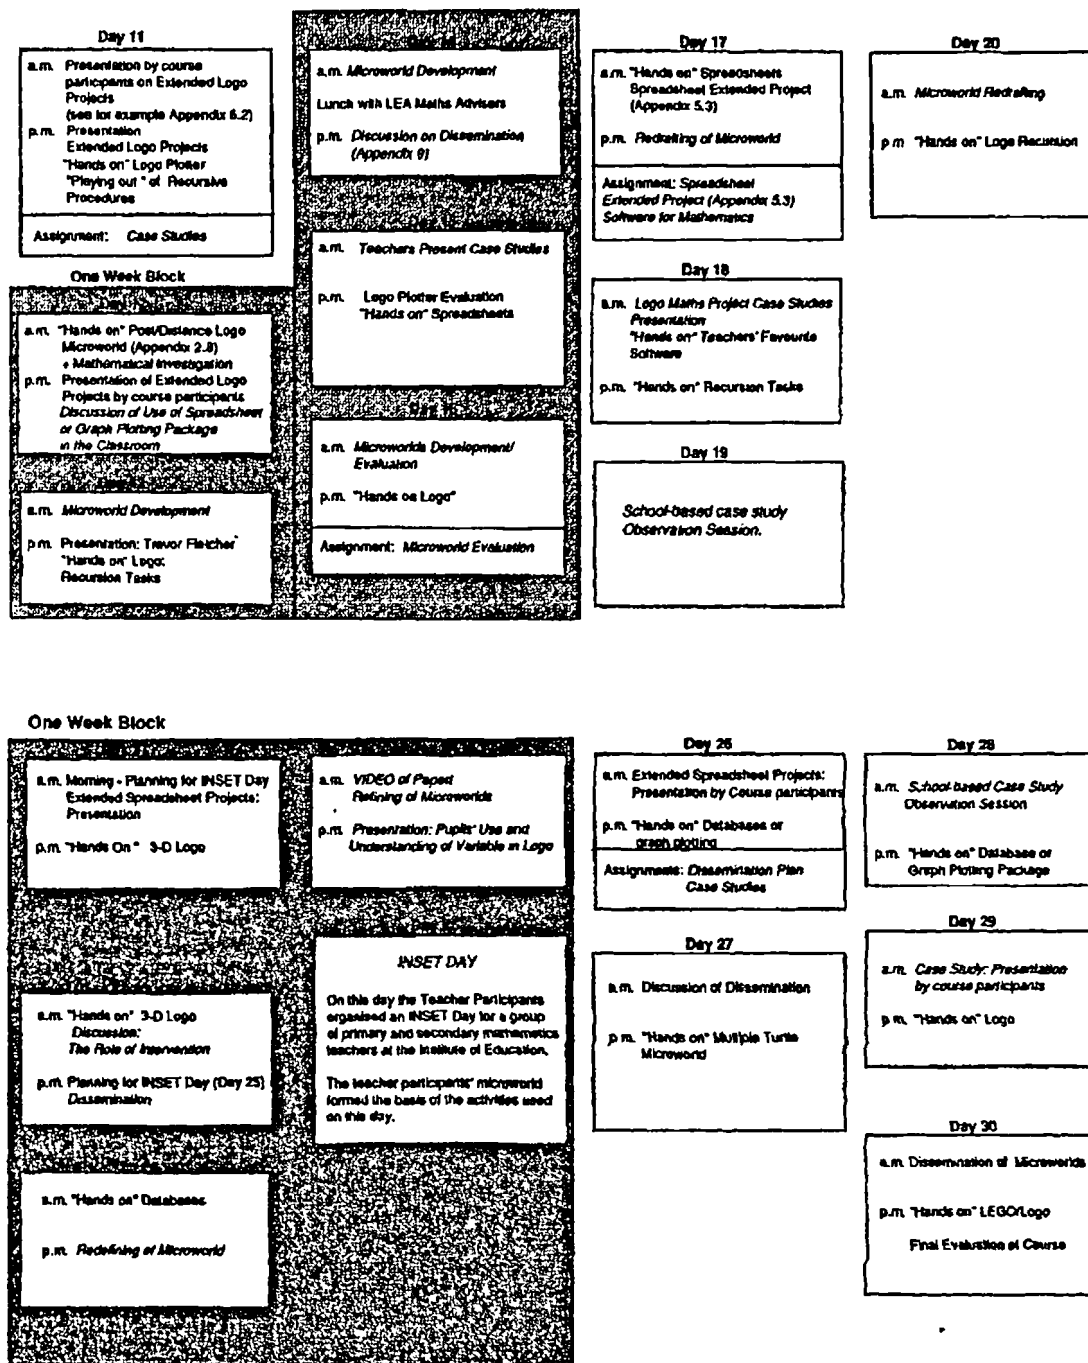 Day 11
a.m. Presentation by course
participants on Extended Logo
Projects
(see for example Appendix 5.2)
p.m. Presentation
Extended Logo Projects
"Hands on" Logo Plotter
"Playing out" of Recursive
Procedures
Assignment: Case Studies
One Week Block
a.m. "Hands on" Post/Distance Logo
Microworld (Appendix 2.8)
+ Mathematical Investigation
p.m. Presentation of Extended Logo
Projects by course participants
Discussion of Use of Spreadsheet
or Graph Plotting Package
in the Classroom
a.m. Microworld Development
p.m. Presentation: Trevor Fletcher
"Hands on" Logo:
Recursion Tasks
a.m. Microworld Development
Lunch with LEA Maths Advisers
p.m. Discussion on Dissemination
(Appendix 9)
a.m. Teachers Present Case Studies
p.m. Logo Plotter Evaluation
"Hands on" Spreadsheets
a.m. Microworlds Development/
Evaluation
p.m. "Hands on Logo"
Assignment: Microworld Evaluation
Day 17
a.m. "Hands on" Spreadsheets
Spreadsheet Extended Project
(Appendix 5.3)
p.m. Redrafting of Microworld
Assignment: Spreadsheet
Extended Project (Appendix 5.3)
Software for Mathematics
Day 18
a.m. Logo Maths Project Case Studies
Presentation
"Hands on" Teachers' Favourite
Software
p.m. "Hands on" Recursion Tasks
Day 19
School-based case study
Observation Session.
Day 20
a.m. Microworld Redrafting
p.m "Hands on" Logo Recursion
One Week Block
a.m. Morning - Planning for INSET Day
Extended Spreadsheet Projects:
Presentation
p.m. "Hands On" 3-D Logo
a.m. "Hands on" 3-D Logo
Discussion:
The Role of Intervention
p.m. Planning for INSET Day (Day 25)
Dissemination
a.m. "Hands on" Databases
p.m. Redefining of Microworld
a.m. VIDEO of Papert
Refining of Microworlds
p.m. Presentation: Pupils' Use and
Understanding of Variable in Logo
INSET DAY
On this day the Teacher Participants
organised an INSET Day for a group
of primary and secondary mathematics
teachers at the Institute of Education.
The teacher participants' microworld
formed the basis of the activities used
on this day.
Day 26
a.m. Extended Spreadsheet Projects:
Presentation by Course participants
p.m. "Hands on" Databases or
graph plotting
Assignments: Dissemination Plan
Case Studies
Day 27
a.m. Discussion of Dissemination
p.m. "Hands on" Multiple Turtle
Microworld
Day 28
a.m. School-based Case Study
Observation Session
p.m. "Hands on" Database or
Graph Plotting Package
Day 29
a.m. Case Study: Presentation
by course participants
p.m. "Hands on" Logo
Day 30
a.m. Dissemination of Microworlds
p.m. "Hands on" LEGO/Logo
Final Evaluation of Course